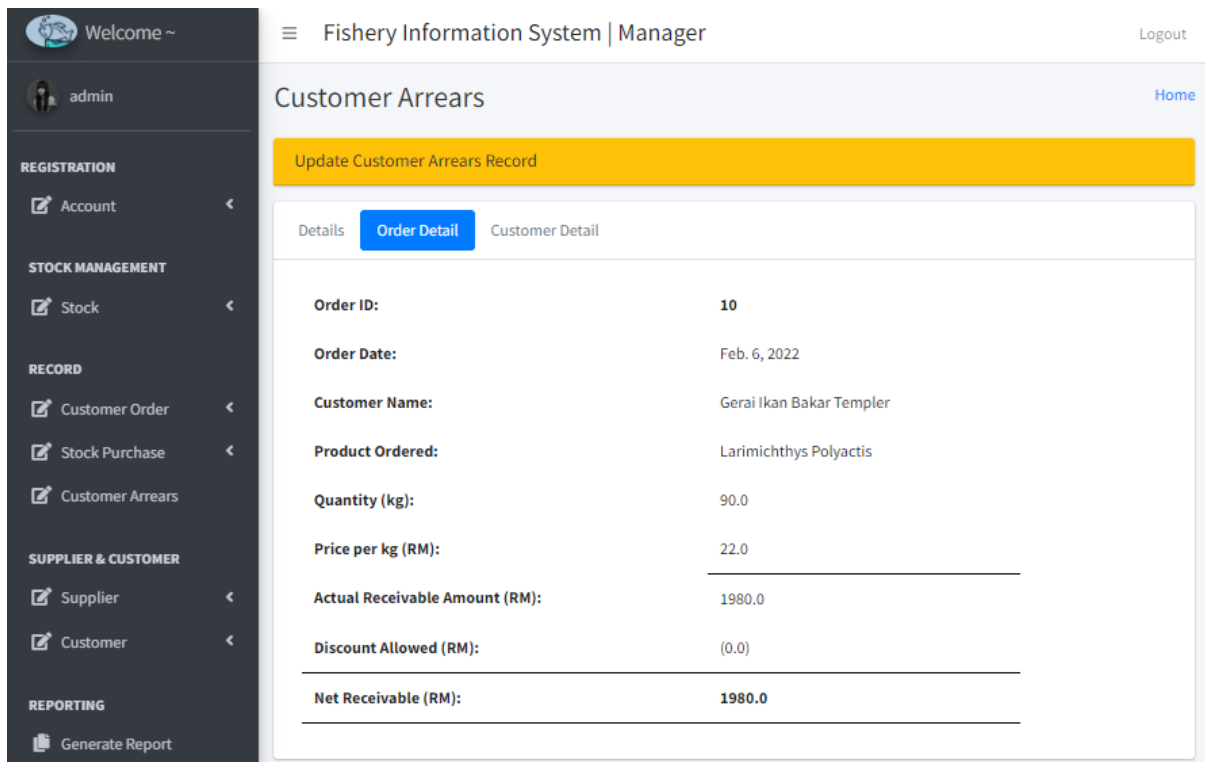 Welcome ~
admin
REGISTRATION
Account
STOCK MANAGEMENT
Stock
RECORD
Customer Order
Stock Purchase
Customer Arrears
SUPPLIER & CUSTOMER
Supplier
Customer
REPORTING
Generate Report
Fishery Information System | Manager
Logout
Customer Arrears
Home
Update Customer Arrears Record
Details Order Detail Customer Detail
Order ID: 10
Order Date: Feb. 6, 2022
Customer Name: Gerai Ikan Bakar Templer
Product Ordered: Larimichthys Polyactis
Quantity (kg): 90.0
Price per kg (RM): 22.0
Actual Receivable Amount (RM): 1980.0
Discount Allowed (RM): (0.0)
Net Receivable (RM): 1980.0